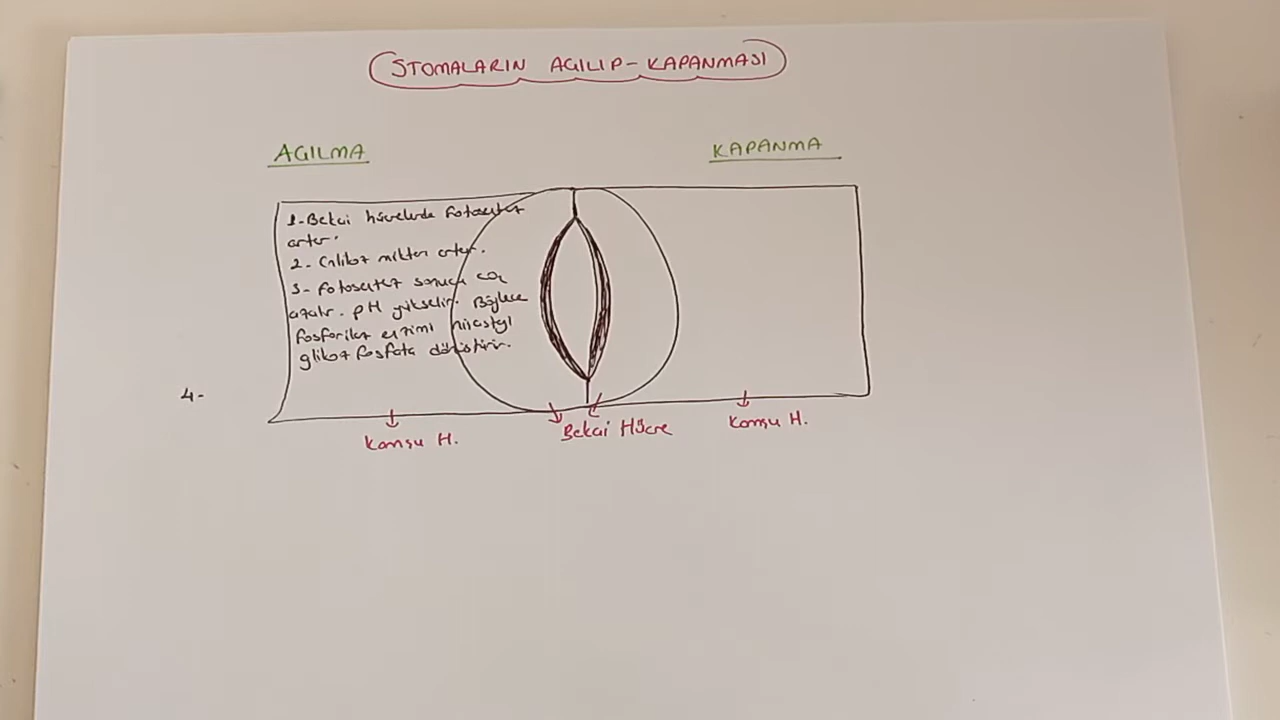 STOMALARIN AÇILIP-KAPANMASI
AÇILMA
KAPANMA
1-Bekçi hücrelerde fotosentez
artar.
2- Glikoz miktarı artar.
3- Fotosentez sonucu CO2
azalır. pH yükselir. Böylece
fosforilaz enzimi nişastayı
glikoz fosfata dönüştürür.
4-
Komşu H.
Bekçi Hücre
Komşu H.